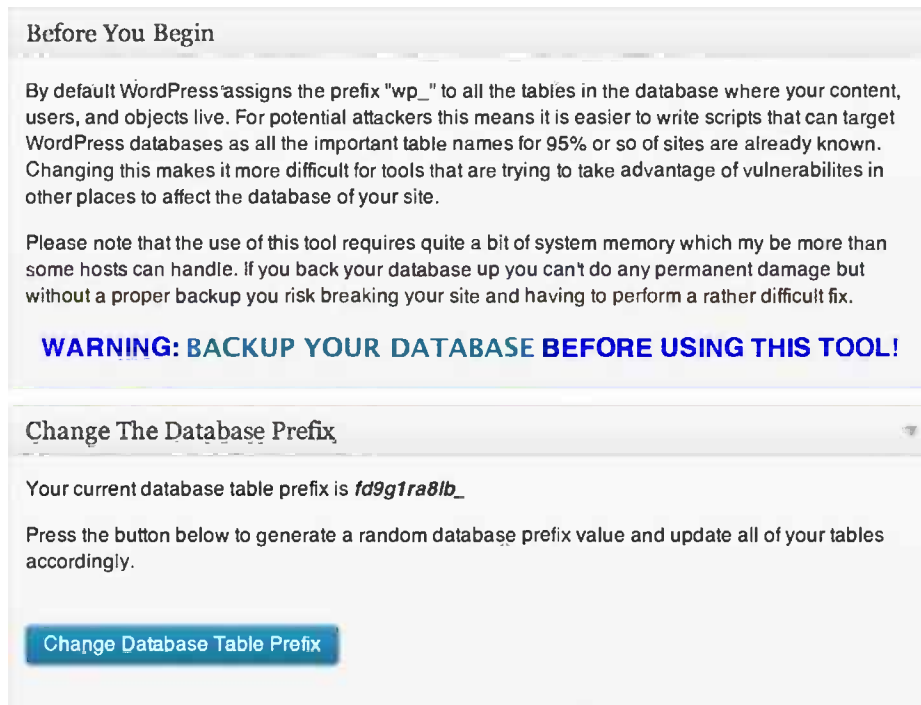 Before You Begin
By default WordPress assigns the prefix "wp_" to all the tables in the database where your content,
users, and objects live. For potential attackers this means it is easier to write scripts that can target
WordPress databases as all the important table names for 95% or so of sites are already known.
Changing this makes it more difficult for tools that are trying to take advantage of vulnerabilites in
other places to affect the database of your site.
Please note that the use of this tool requires quite a bit of system memory which my be more than
some hosts can handle. If you back your database up you can't do any permanent damage but
without a proper backup you risk breaking your site and having to perform a rather difficult fix.
WARNING: BACKUP YOUR DATABASE BEFORE USING THIS TOOL!
Change The Database Prefix
Your current database table prefix is fd9g1ra8lb_
Press the button below to generate a random database prefix value and update all of your tables
accordingly.
Change Database Table Prefix